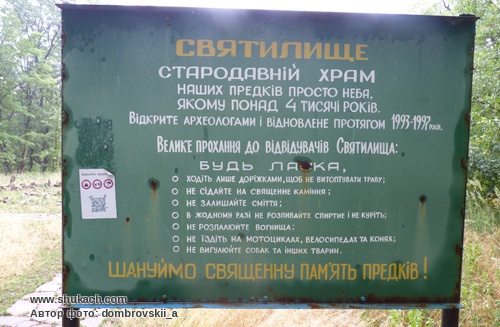 СВЯТИЛИЩЕ
СТАРОДАВНІЙ ХРАМ
НАШИХ ПРЕДКІВ ПРОСТО НЕБА,
ЯКОМУ ПОНАД 4 ТИСЯЧІ РОКІВ.
ВІДКРИТЕ АРХЕОЛОГАМИ І ВІДНОВЛЕНЕ ПРОТЯГОМ 1993-1997 РОКІВ.
ВЕЛИКЕ ПРОХАННЯ ДО ВІДВІДУВАЧІВ СВЯТИЛИЩА:
БУДЬ ЛАСКА,
ХОДІТЬ ЛИШЕ ДОРІЖКАМИ, ЩОБ НЕ ВИТОПТУВАТИ ТРАВУ;
НЕ СІДАЙТЕ НА СВЯЩЕННЕ КАМІННЯ;
НЕ ЗАЛИШАЙТЕ СМІТТЯ;
В ЖОДНОМУ РАЗІ НЕ РОЗПИВАЙТЕ СПИРТНЕ І НЕ КУРІТЬ;
НЕ РОЗПАЛЮЙТЕ ВОГНИЩА;
НЕ ЇЗДІТЬ НА МОТОЦИКЛАХ, ВЕЛОСИПЕДАХ ТА КОНЯХ;
НЕ ВИГУЛЮЙТЕ СОБАК ТА ІНШИХ ТВАРИН.
ШАНУЙМО СВЯЩЕННУ ПАМ'ЯТЬ ПРЕДКІВ!
www.shukach.com
Автор фото: dombrovskii_a